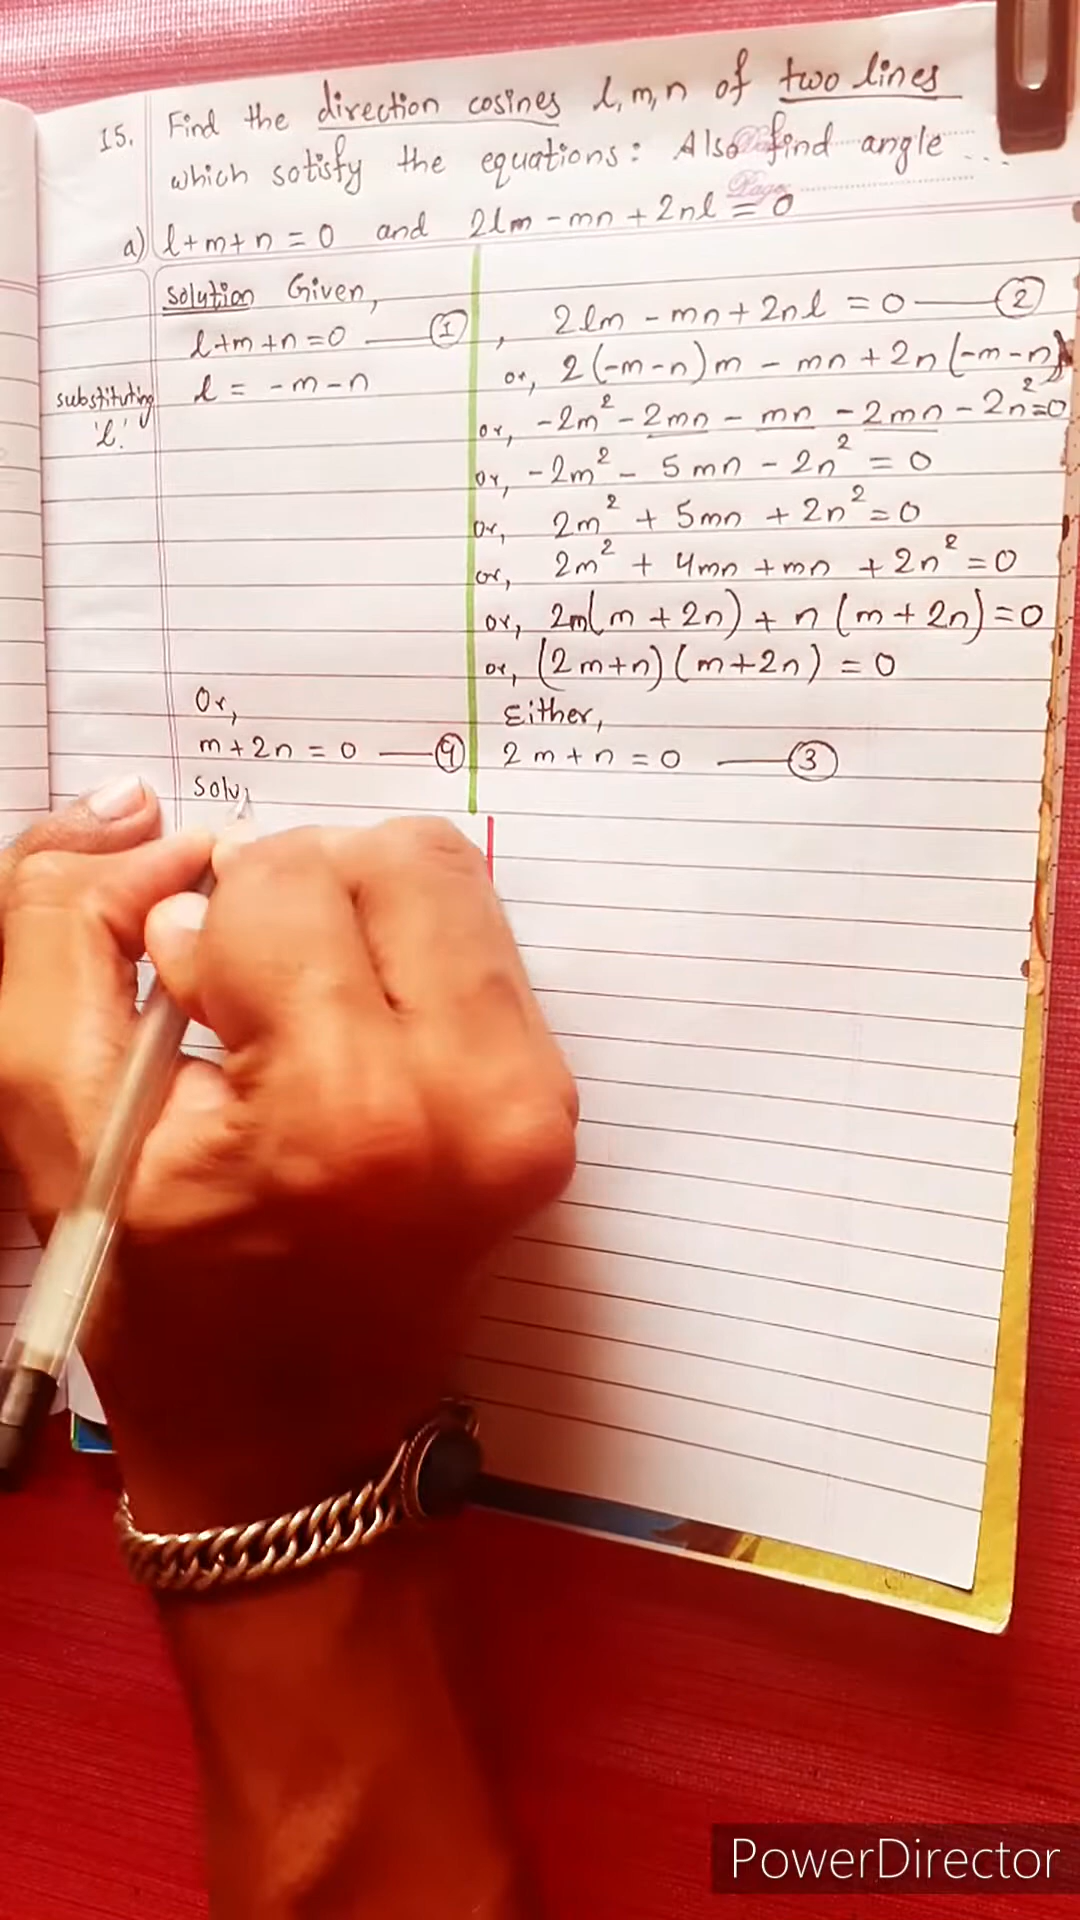 15. Find the direction cosines l, m, n of two lines
which satisfy the equations: Also find angle
Page
a) l+m+n = 0 and 2lm - mn + 2nl = 0
Solution Given,
l+m+n=0 ① , 2lm - mn + 2nl = 0 ②
substituting 'l'. l = -m-n
or, 2(-m-n)m - mn + 2n(-m-n)
or, -2m² - 2mn - mn - 2mn - 2n²=0
or, -2m² - 5mn - 2n² = 0
or, 2m² + 5mn + 2n² = 0
or, 2m² + 4mn + mn + 2n² = 0
or, 2m(m + 2n) + n (m + 2n) = 0
or, (2m+n) (m+2n) = 0
Or, Either,
m+2n = 0 ④ 2m+n = 0 ③
Solv
PowerDirector